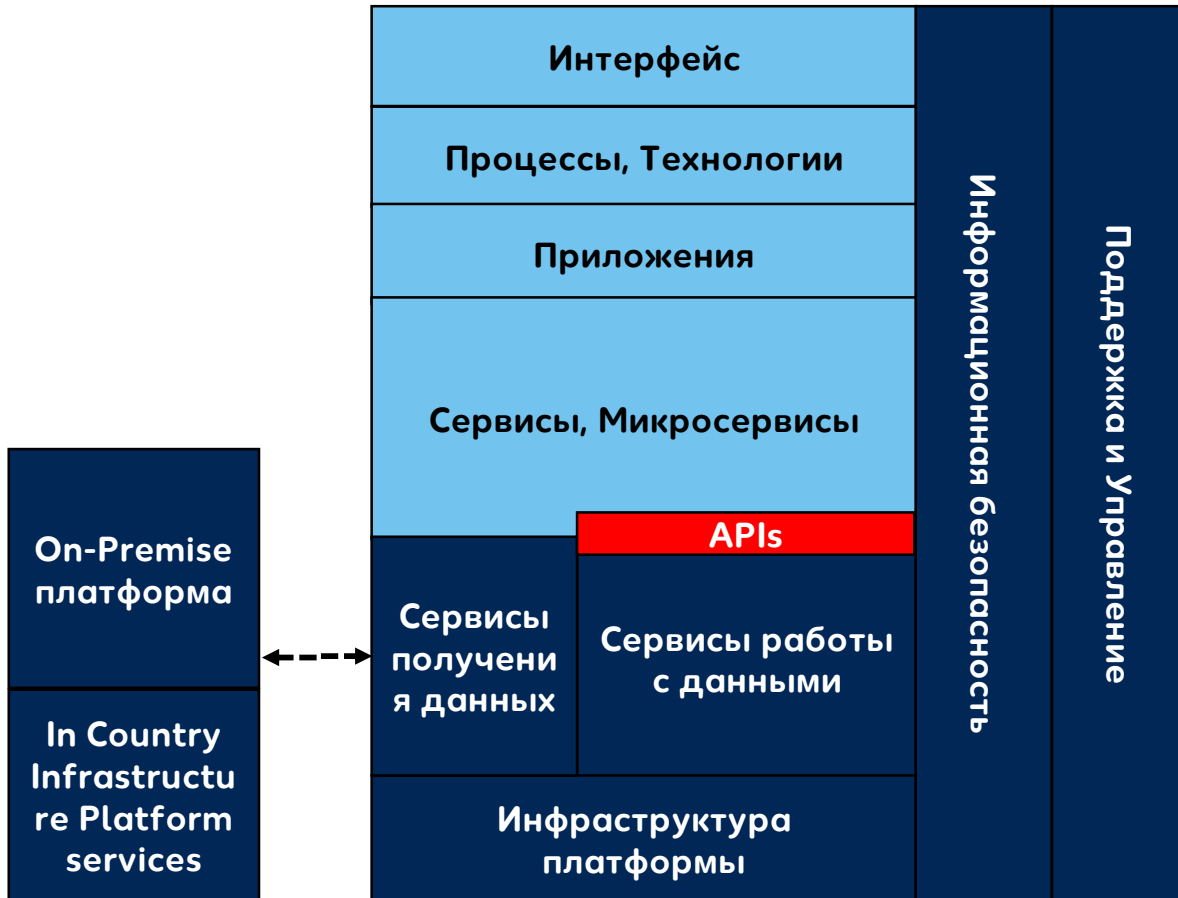 Интерфейс
Процессы, Технологии
Приложения
Сервисы, Микросервисы
APIs
Сервисы
получени
я данных
Сервисы работы
с данными
Инфраструктура
платформы
On-Premise
платформа
In Country
Infrastructu
re Platform
services
Информационная безопасность
Поддержка и Управление